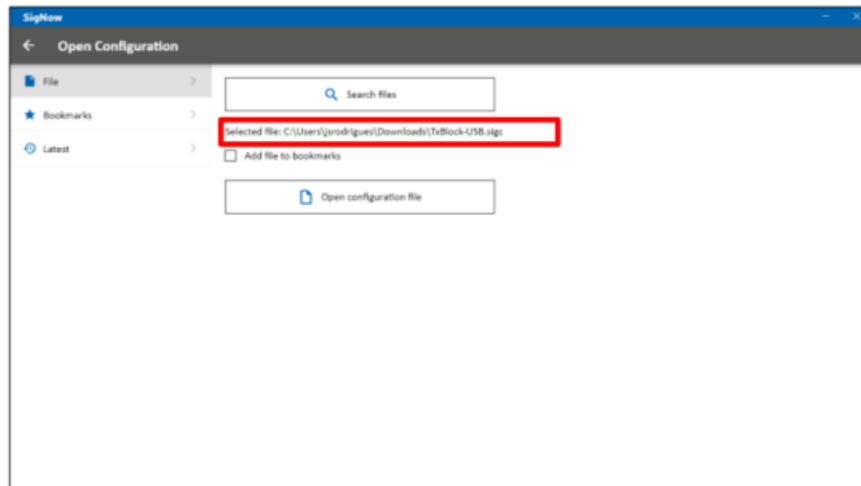 SigNow
Open Configuration
File
Bookmarks
Latest
Search files
Selected file: C:\Users\jsrodrigues\Downloads\TxBlock-USB.sigc
Add file to bookmarks
Open configuration file